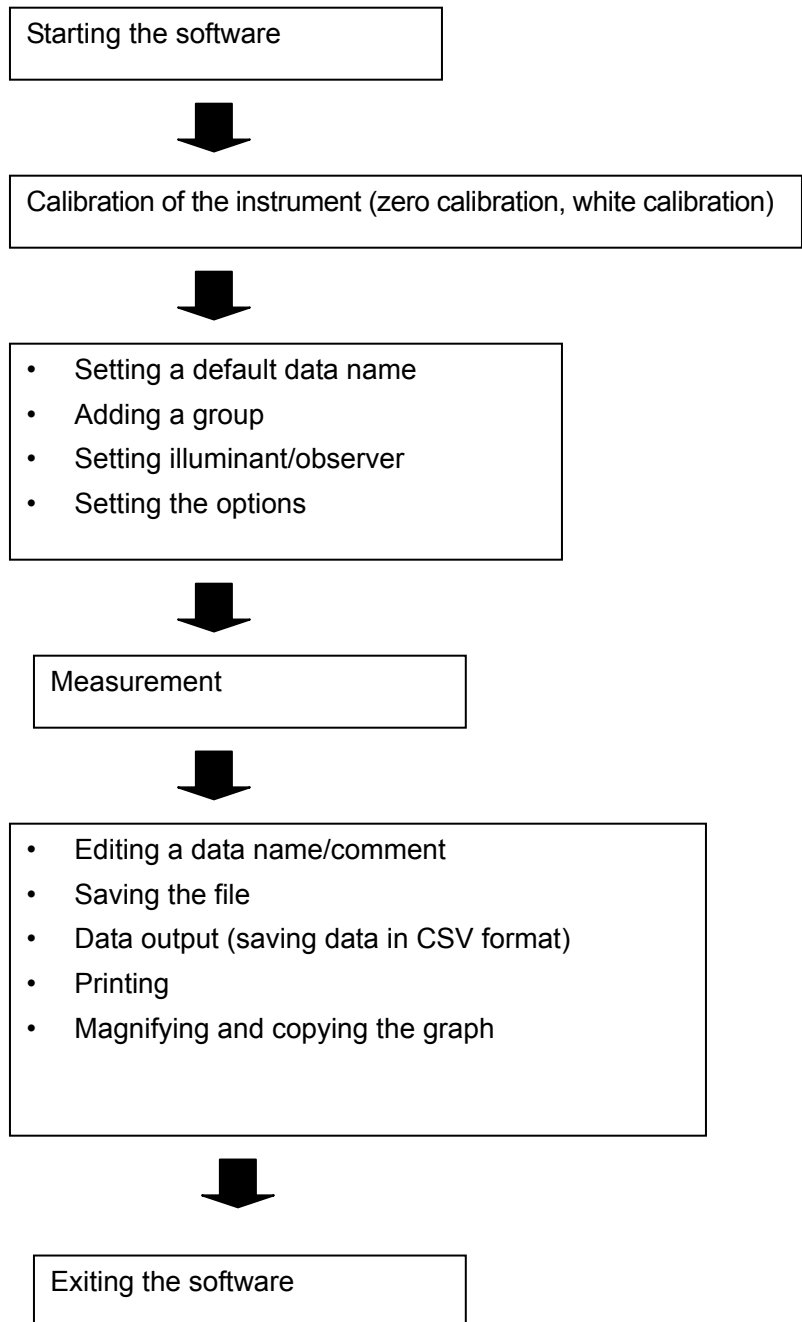 Starting the software
Calibration of the instrument (zero calibration, white calibration)
• Setting a default data name
• Adding a group
• Setting illuminant/observer
• Setting the options
Measurement
• Editing a data name/comment
• Saving the file
• Data output (saving data in CSV format)
• Printing
• Magnifying and copying the graph
Exiting the software